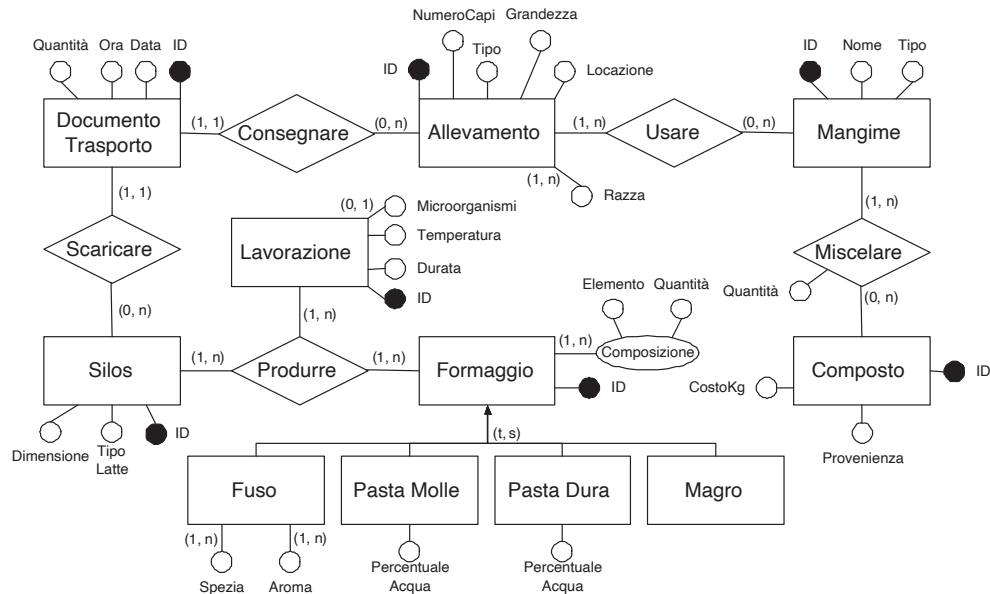 NumeroCapi
Grandezza
Quantità
Ora
Data
ID
ID
Tipo
Locazione
ID
Nome
Tipo
Documento
Trasporto
(1, 1)
Consegnare
(0, n)
Allevamento
(1, n)
Usare
(0, n)
Mangime
(1, n)
Razza
(1, 1)
(0, 1)
Microorganismi
(1, n)
Scaricare
Lavorazione
Temperatura
Durata
Miscelare
ID
Elemento
Quantità
Quantità
(0, n)
(0, n)
(1, n)
Silos
(1, n)
Produrre
(1, n)
Formaggio
(1, n)
Composizione
ID
CostoKg
Composto
ID
Dimensione
Tipo
Latte
ID
(t, s)
Provenienza
Fuso
Pasta Molle
Pasta Dura
Magro
(1, n)
(1, n)
Spezia
Aroma
Percentuale
Acqua
Percentuale
Acqua